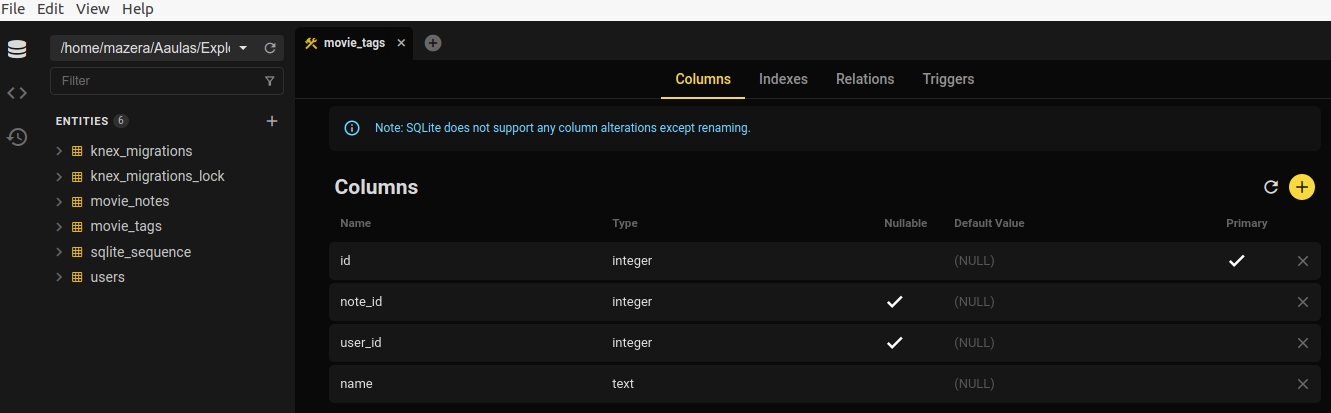 File Edit View Help
/home/mazera/Aaulas/Explo
Filter
ENTITIES 6
knex_migrations
knex_migrations_lock
movie_notes
movie_tags
sqlite_sequence
users
movie_tags
Columns Indexes Relations Triggers
Note: SQLite does not support any column alterations except renaming.
Columns
Name Type Nullable Default Value Primary
id integer (NULL)
note_id integer (NULL)
user_id integer (NULL)
name text (NULL)